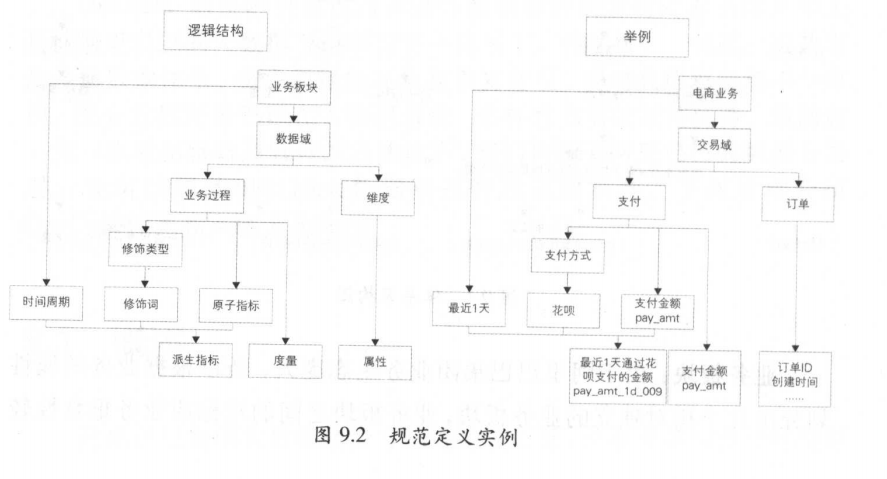 逻辑结构
举例
业务板块
数据域
业务过程
维度
修饰类型
时间周期
修饰词
原子指标
派生指标
度量
属性
电商业务
交易域
支付
订单
支付方式
最近1天
花呗
支付金额
pay_amt
最近1天通过花
呗支付的金额
pay_amt_1d_009
支付金额
pay_amt
订单ID
创建时间
......
图 9.2 规范定义实例